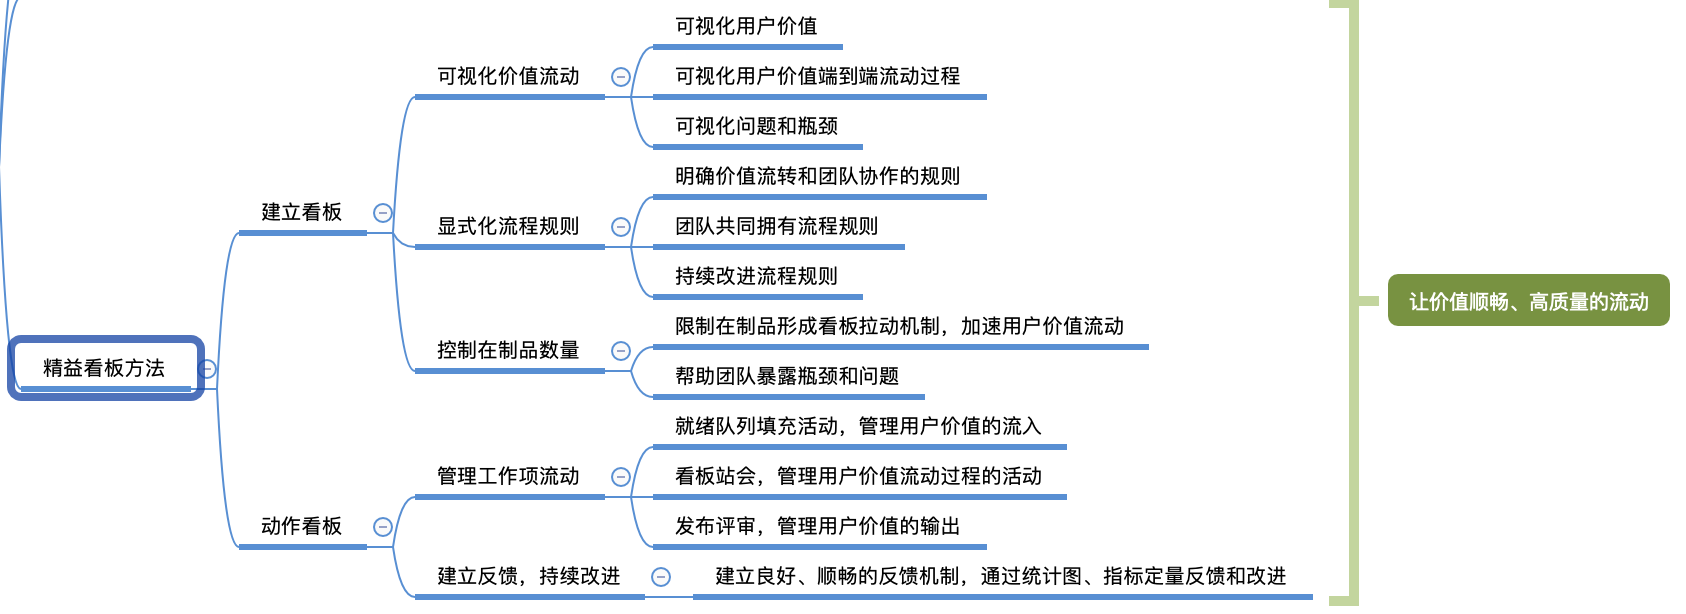 精益看板方法
建立看板
可视化价值流动
可视化用户价值
可视化用户价值端到端流动过程
可视化问题和瓶颈
显式化流程规则
明确价值流转和团队协作的规则
团队共同拥有流程规则
持续改进流程规则
控制在制品数量
限制在制品形成看板拉动机制，加速用户价值流动
帮助团队暴露瓶颈和问题
动作看板
管理工作项流动
就绪队列填充活动，管理用户价值的流入
看板站会，管理用户价值流动过程的活动
发布评审，管理用户价值的输出
建立反馈，持续改进
建立良好、顺畅的反馈机制，通过统计图、指标定量反馈和改进
让价值顺畅、高质量的流动